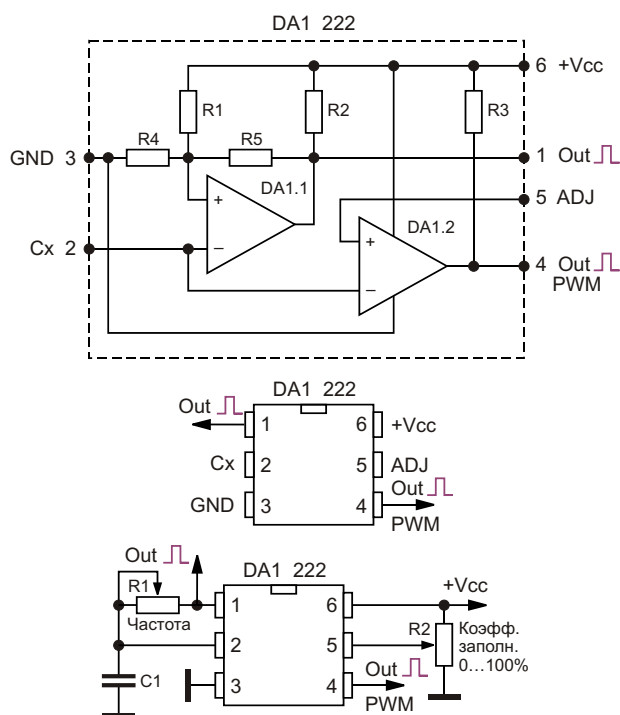 DA1 222
6 +Vcc
R1
R2
R3
R4
R5
GND 3
1 Out
DA1.1
+
–
5 ADJ
DA1.2
+
–
Cx 2
4 Out
PWM
DA1 222
Out
1
6
+Vcc
Cx
2
5
ADJ
Out
GND
3
4
PWM
Out
DA1 222
+Vcc
R1
Частота
1
6
R2
Коэфф.
заполн.
0...100%
2
5
C1
Out
3
4
PWM